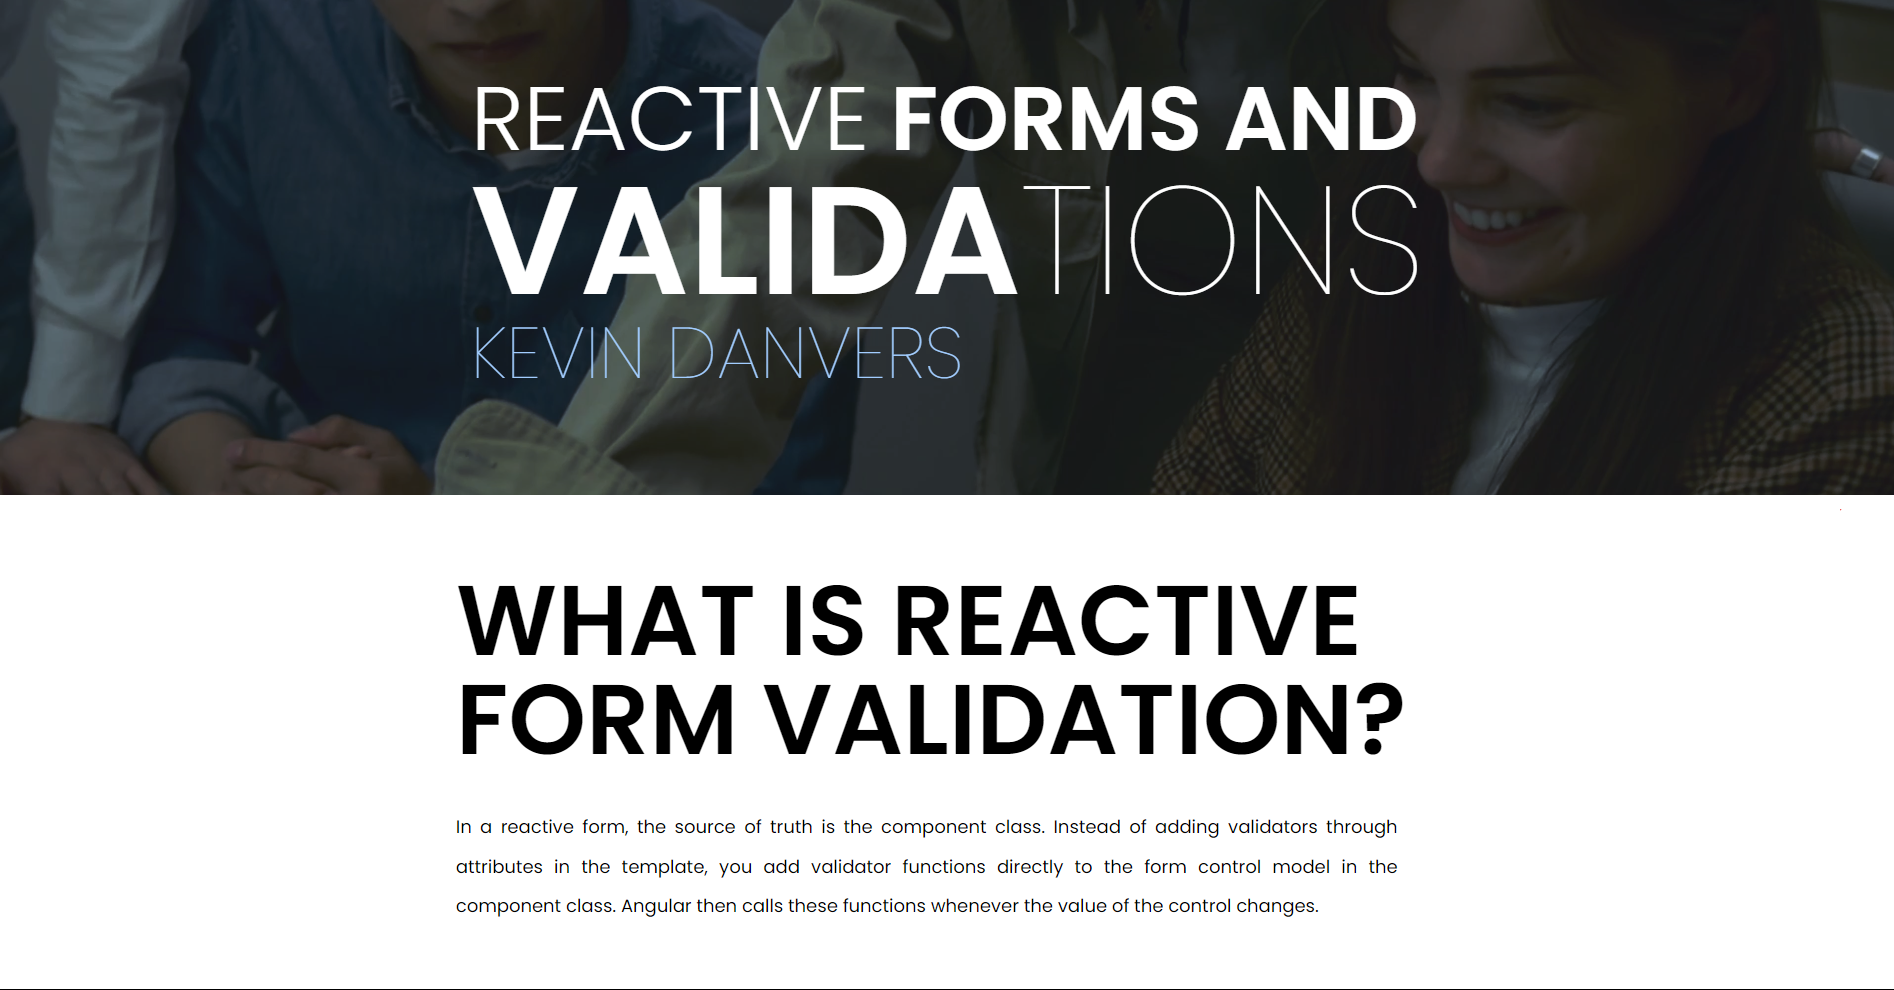 REACTIVE FORMS AND
VALIDATIONS
KEVIN DANVERS
WHAT IS REACTIVE
FORM VALIDATION?
In a reactive form, the source of truth is the component class. Instead of adding validators through
attributes in the template, you add validator functions directly to the form control model in the
component class. Angular then calls these functions whenever the value of the control changes.